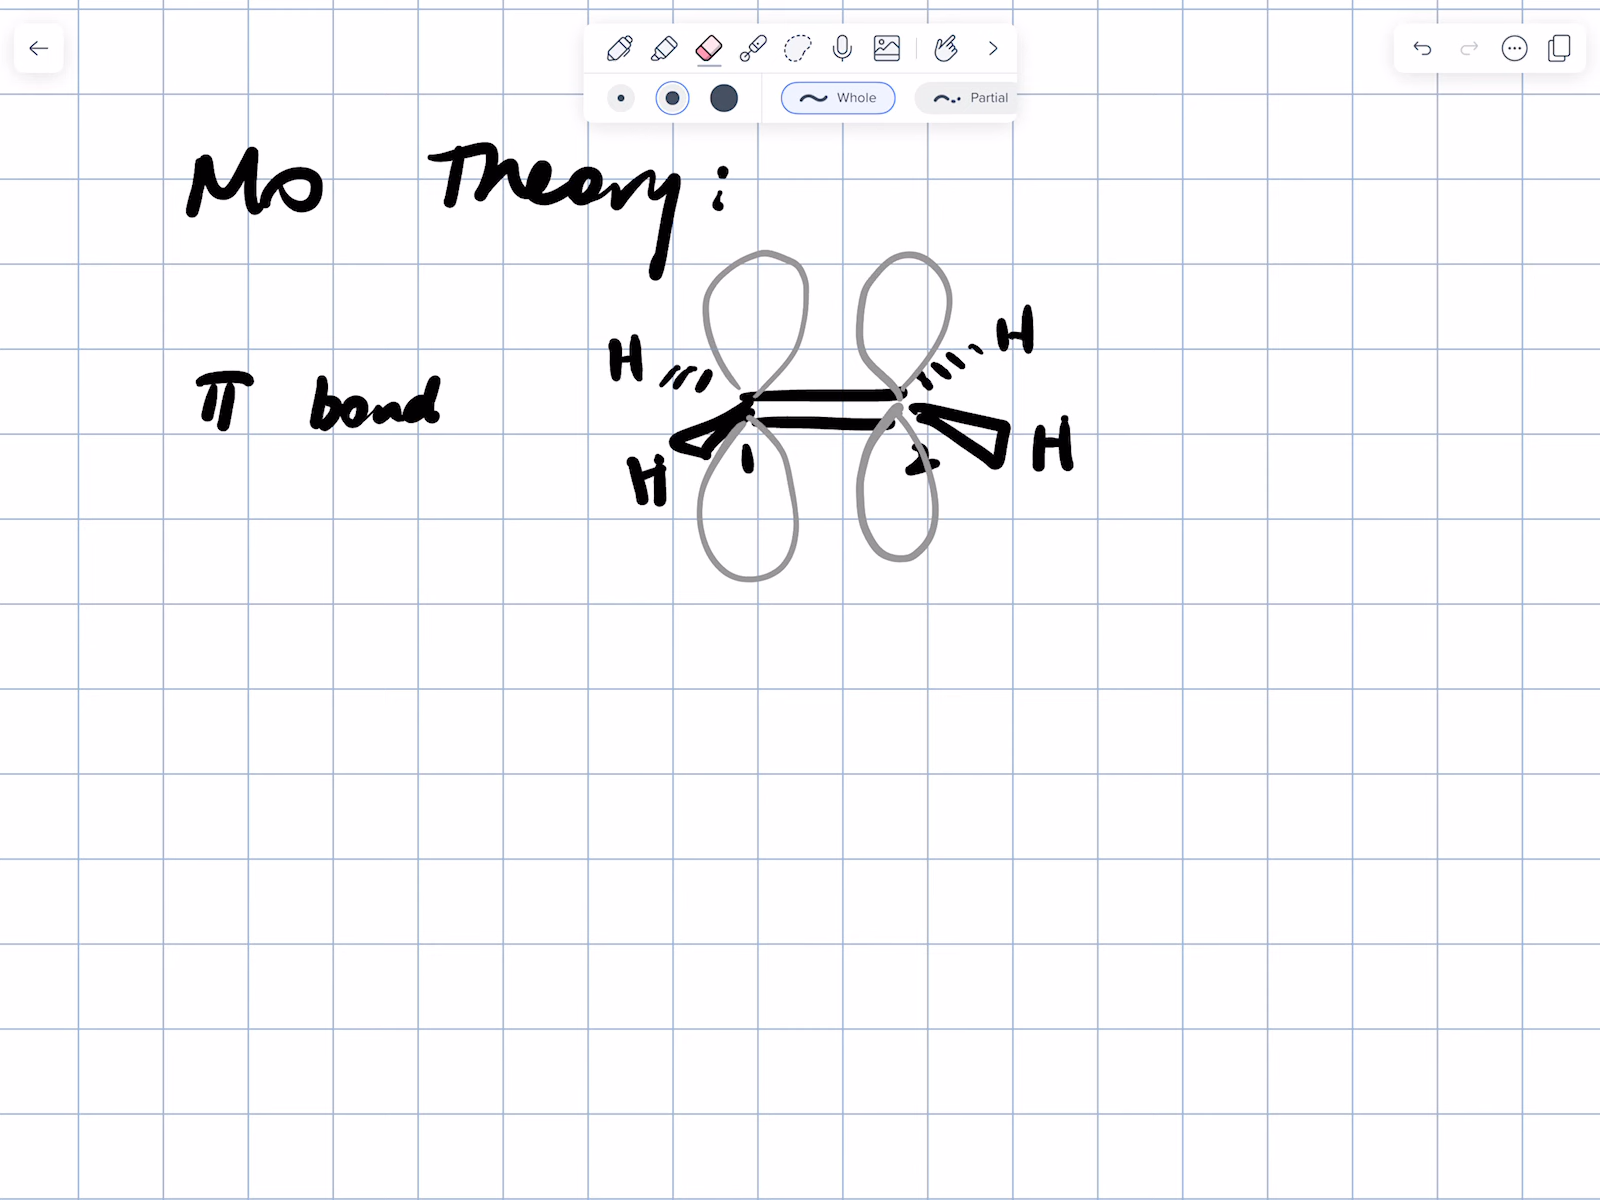 Whole Partial
Mo Theory:
H H
π bond
H 1 2 H